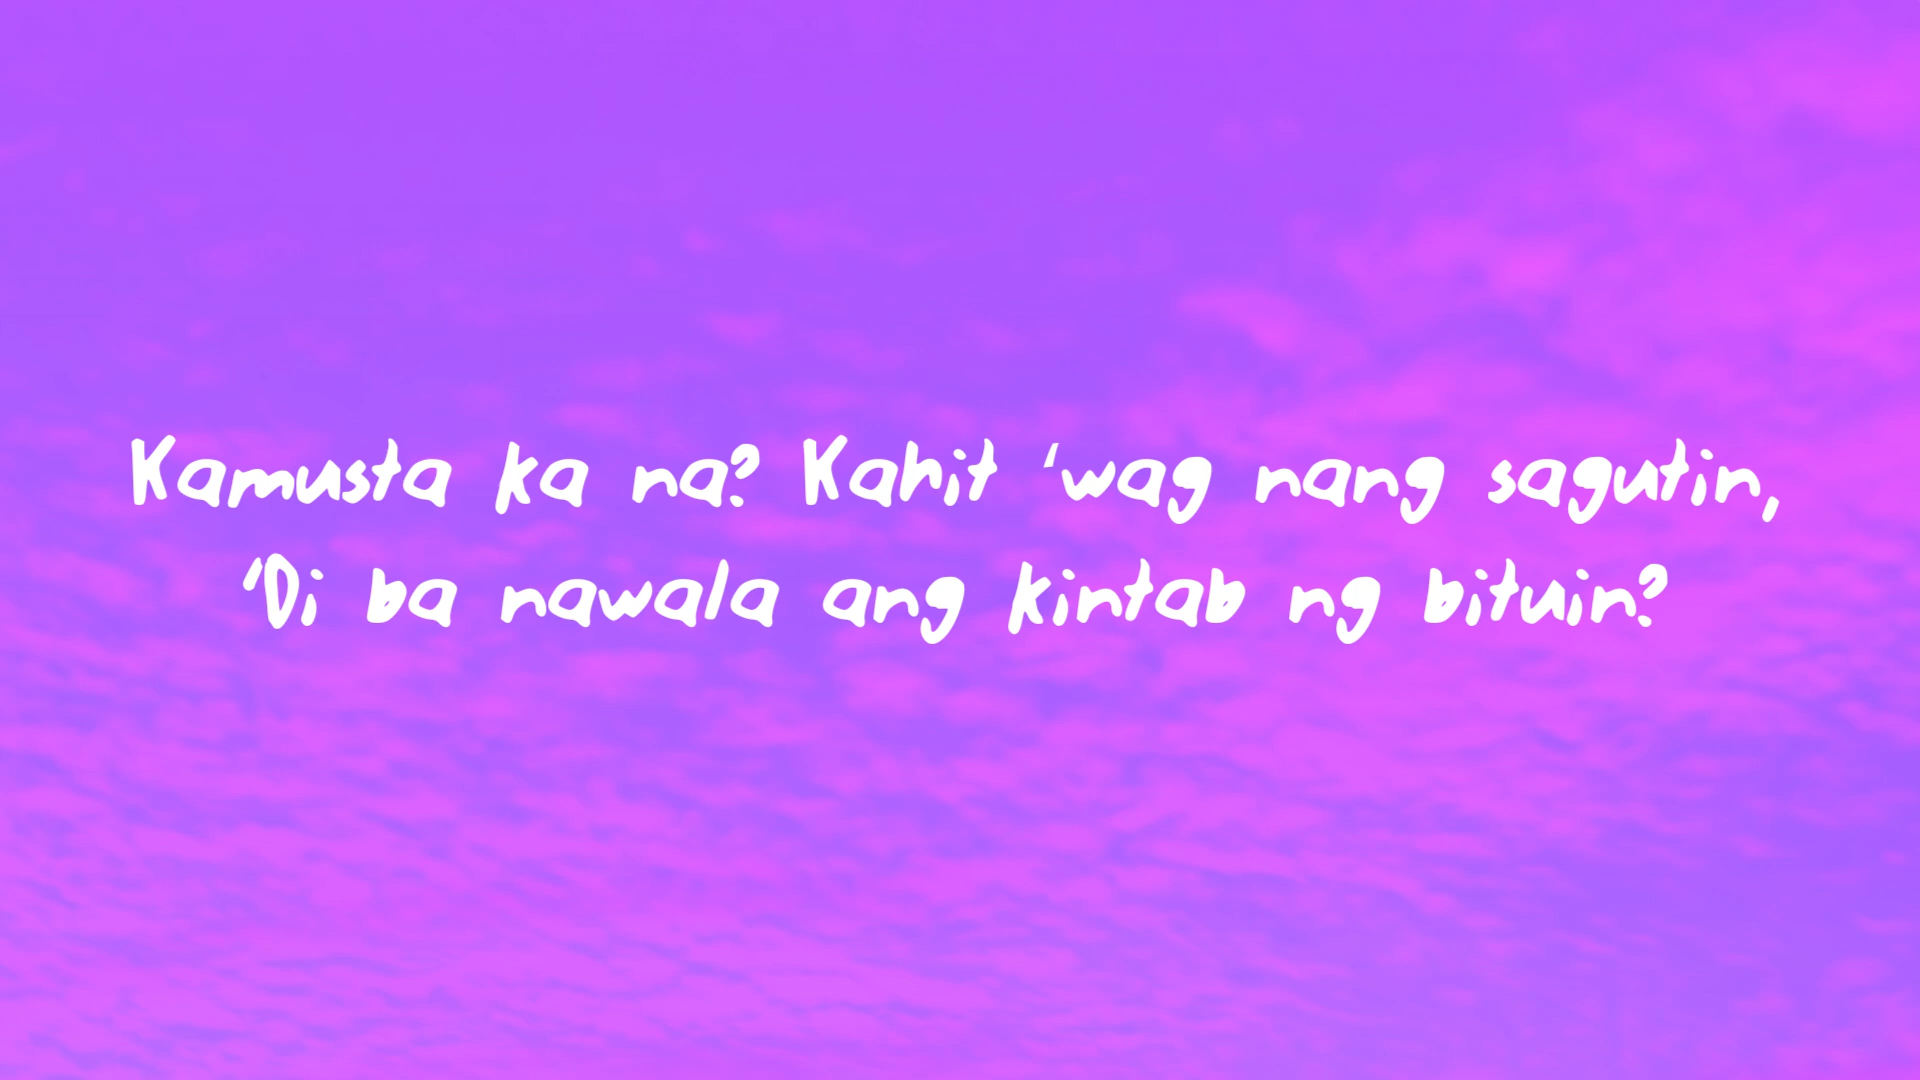 Kamusta ka na? Kahit ‘wag nang sagutin,
‘Di ba nawala ang kintab ng bituin?